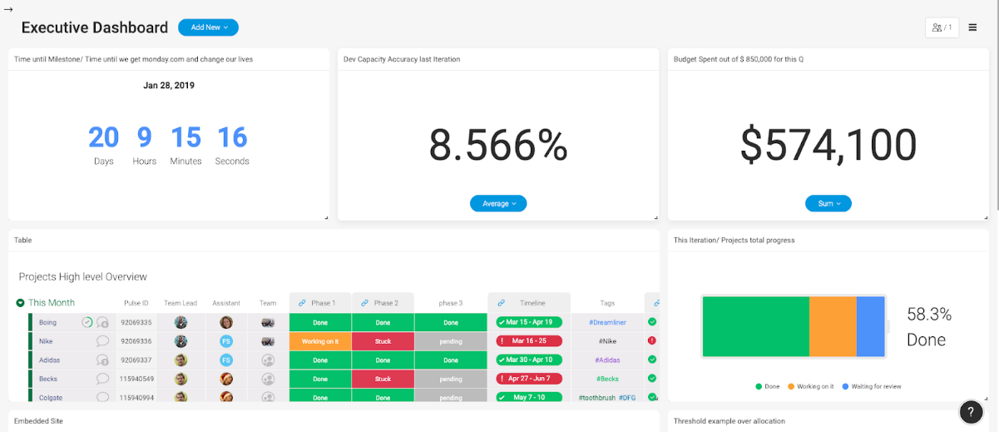 →
Executive Dashboard
Add New
/ 1
Time until Milestone/ Time until we get monday.com and change our lives
Jan 28, 2019
20 9 15 16
Days Hours Minutes Seconds
Dev Capacity Accuracy last Iteration
8.566%
Average
Budget Spent out of $ 850,000 for this Q
$574,100
Sum
Table
Projects High level Overview
This Month Pulse ID Team Lead Assistant Team Phase 1 Phase 2 phase 3 Timeline Tags
Boing 92069335 Done Done Done Mar 15 - Apr 19 #Dreamliner
Nike 92069336 FS Working on it Stuck pending ! Mar 16 - 25 #Nike !
Adidas 92069337 FS Done Done Done Mar 30 - Apr 10 #Adidas
Becks 115940549 Done Stuck pending ! Apr 27 - Jun 7 #Becks
Colgate 115940994 Done Done pending May 7 - 10 #toothbrush #DFG
This Iteration/ Projects total progress
58.3%
Done
Done Working on it Waiting for review
Embedded Site
Threshold example over allocation
?